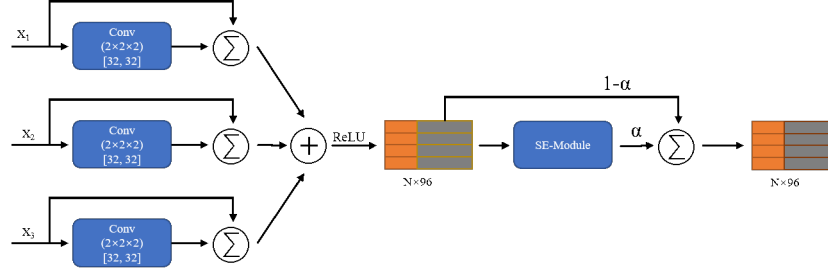 X1
Conv
(2×2×2)
[32, 32]
∑
X2
Conv
(2×2×2)
[32, 32]
∑
X3
Conv
(2×2×2)
[32, 32]
∑
+
ReLU
N×96
1-α
SE-Module
α
∑
N×96